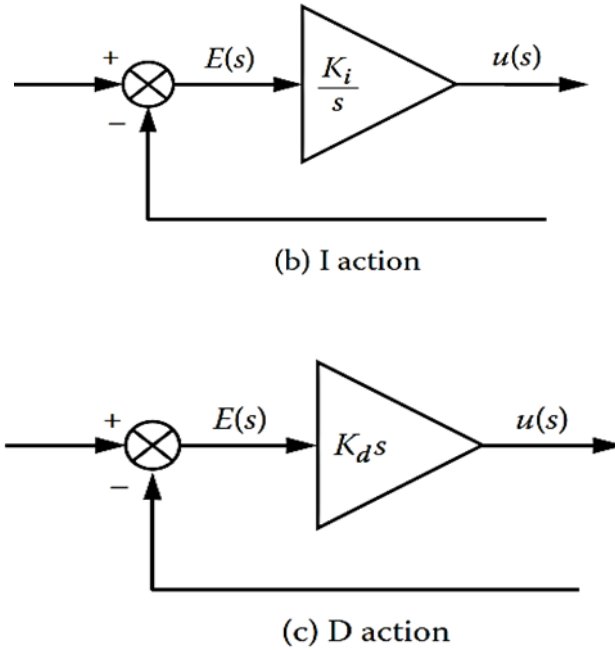 +
E(s)
K_i
s
u(s)
−
(b) I action
+
E(s)
K_d s
u(s)
−
(c) D action